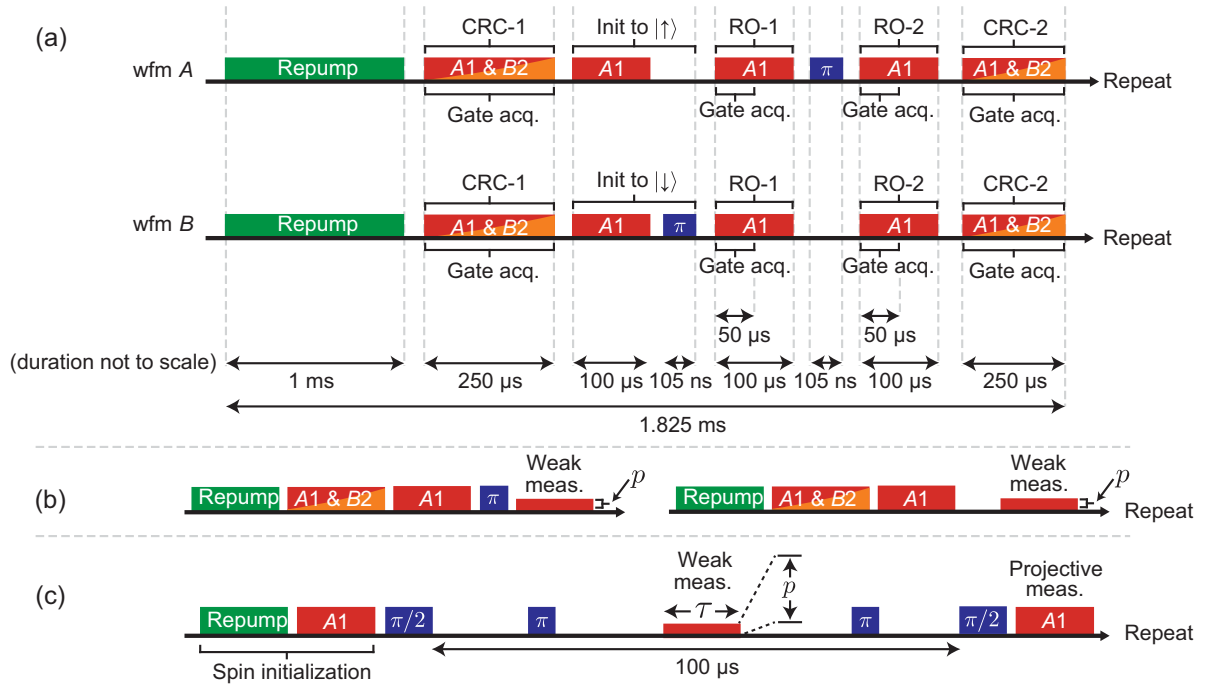 (a)
CRC-1 Init to |↑⟩ RO-1 RO-2 CRC-2
wfm A Repump A1 & B2 A1 A1 π A1 A1 & B2 Repeat
Gate acq. Gate acq. Gate acq. Gate acq.
CRC-1 Init to |↓⟩ RO-1 RO-2 CRC-2
wfm B Repump A1 & B2 A1 π A1 A1 A1 & B2 Repeat
Gate acq. Gate acq. Gate acq. Gate acq.
50 µs 50 µs
(duration not to scale)
1 ms 250 µs 100 µs 105 ns 100 µs 105 ns 100 µs 250 µs
1.825 ms
(b)
Weak meas. p Weak meas. p
Repump A1 & B2 A1 π Repump A1 & B2 A1 Repeat
(c)
Weak meas. p Projective meas.
Repump A1 π/2 π τ π π/2 A1 Repeat
Spin initialization 100 µs